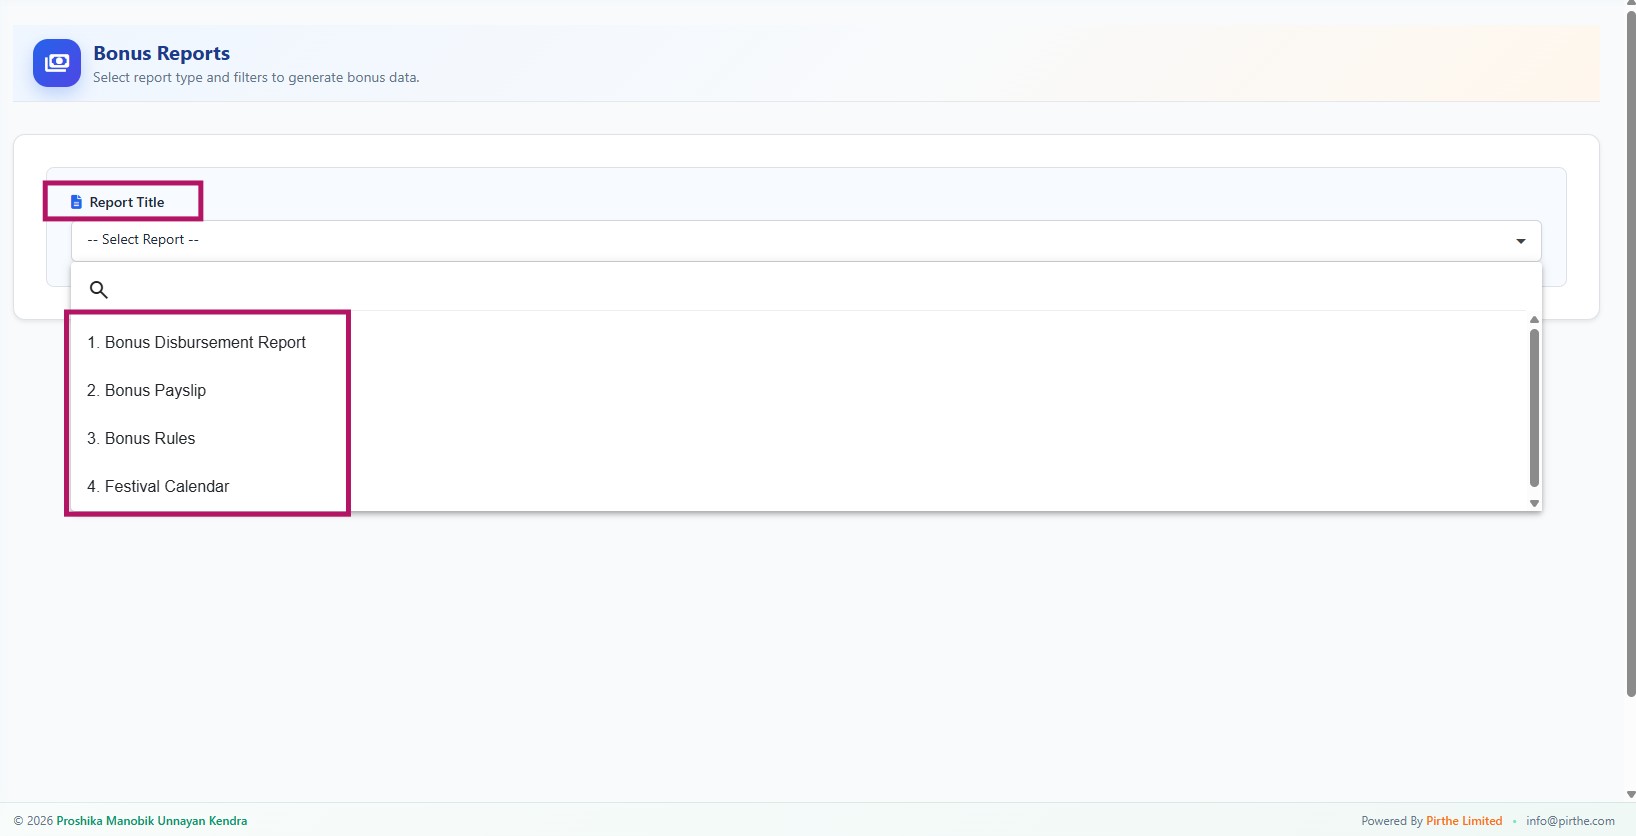 Bonus Reports
Select report type and filters to generate bonus data.
Report Title
-- Select Report --
1. Bonus Disbursement Report
2. Bonus Payslip
3. Bonus Rules
4. Festival Calendar
© 2026 Proshika Manobik Unnayan Kendra
Powered By Pirthe Limited • info@pirthe.com